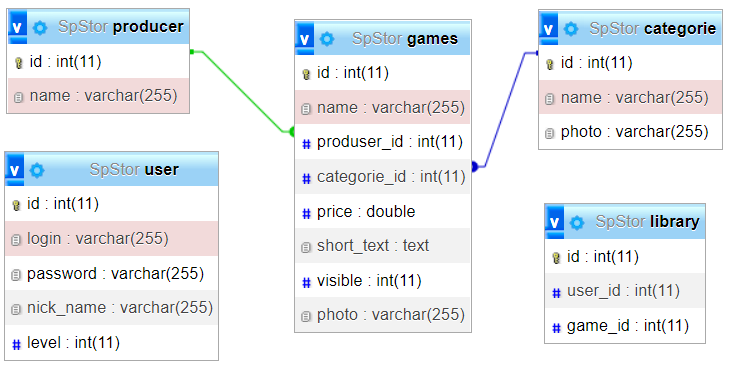 v SpStor producer
id : int(11)
name : varchar(255)
v SpStor games
id : int(11)
name : varchar(255)
produser_id : int(11)
categorie_id : int(11)
price : double
short_text : text
visible : int(11)
photo : varchar(255)
v SpStor categorie
id : int(11)
name : varchar(255)
photo : varchar(255)
v SpStor user
id : int(11)
login : varchar(255)
password : varchar(255)
nick_name : varchar(255)
level : int(11)
v SpStor library
id : int(11)
user_id : int(11)
game_id : int(11)